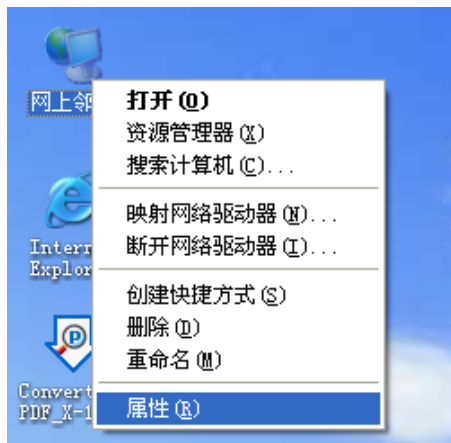 网上邻
打开(O)
资源管理器(X)
搜索计算机(C)...
映射网络驱动器(N)...
断开网络驱动器(I)...
创建快捷方式(S)
删除(D)
重命名(M)
属性(R)
Intern
Explor
P
Convert
PDF_X-1